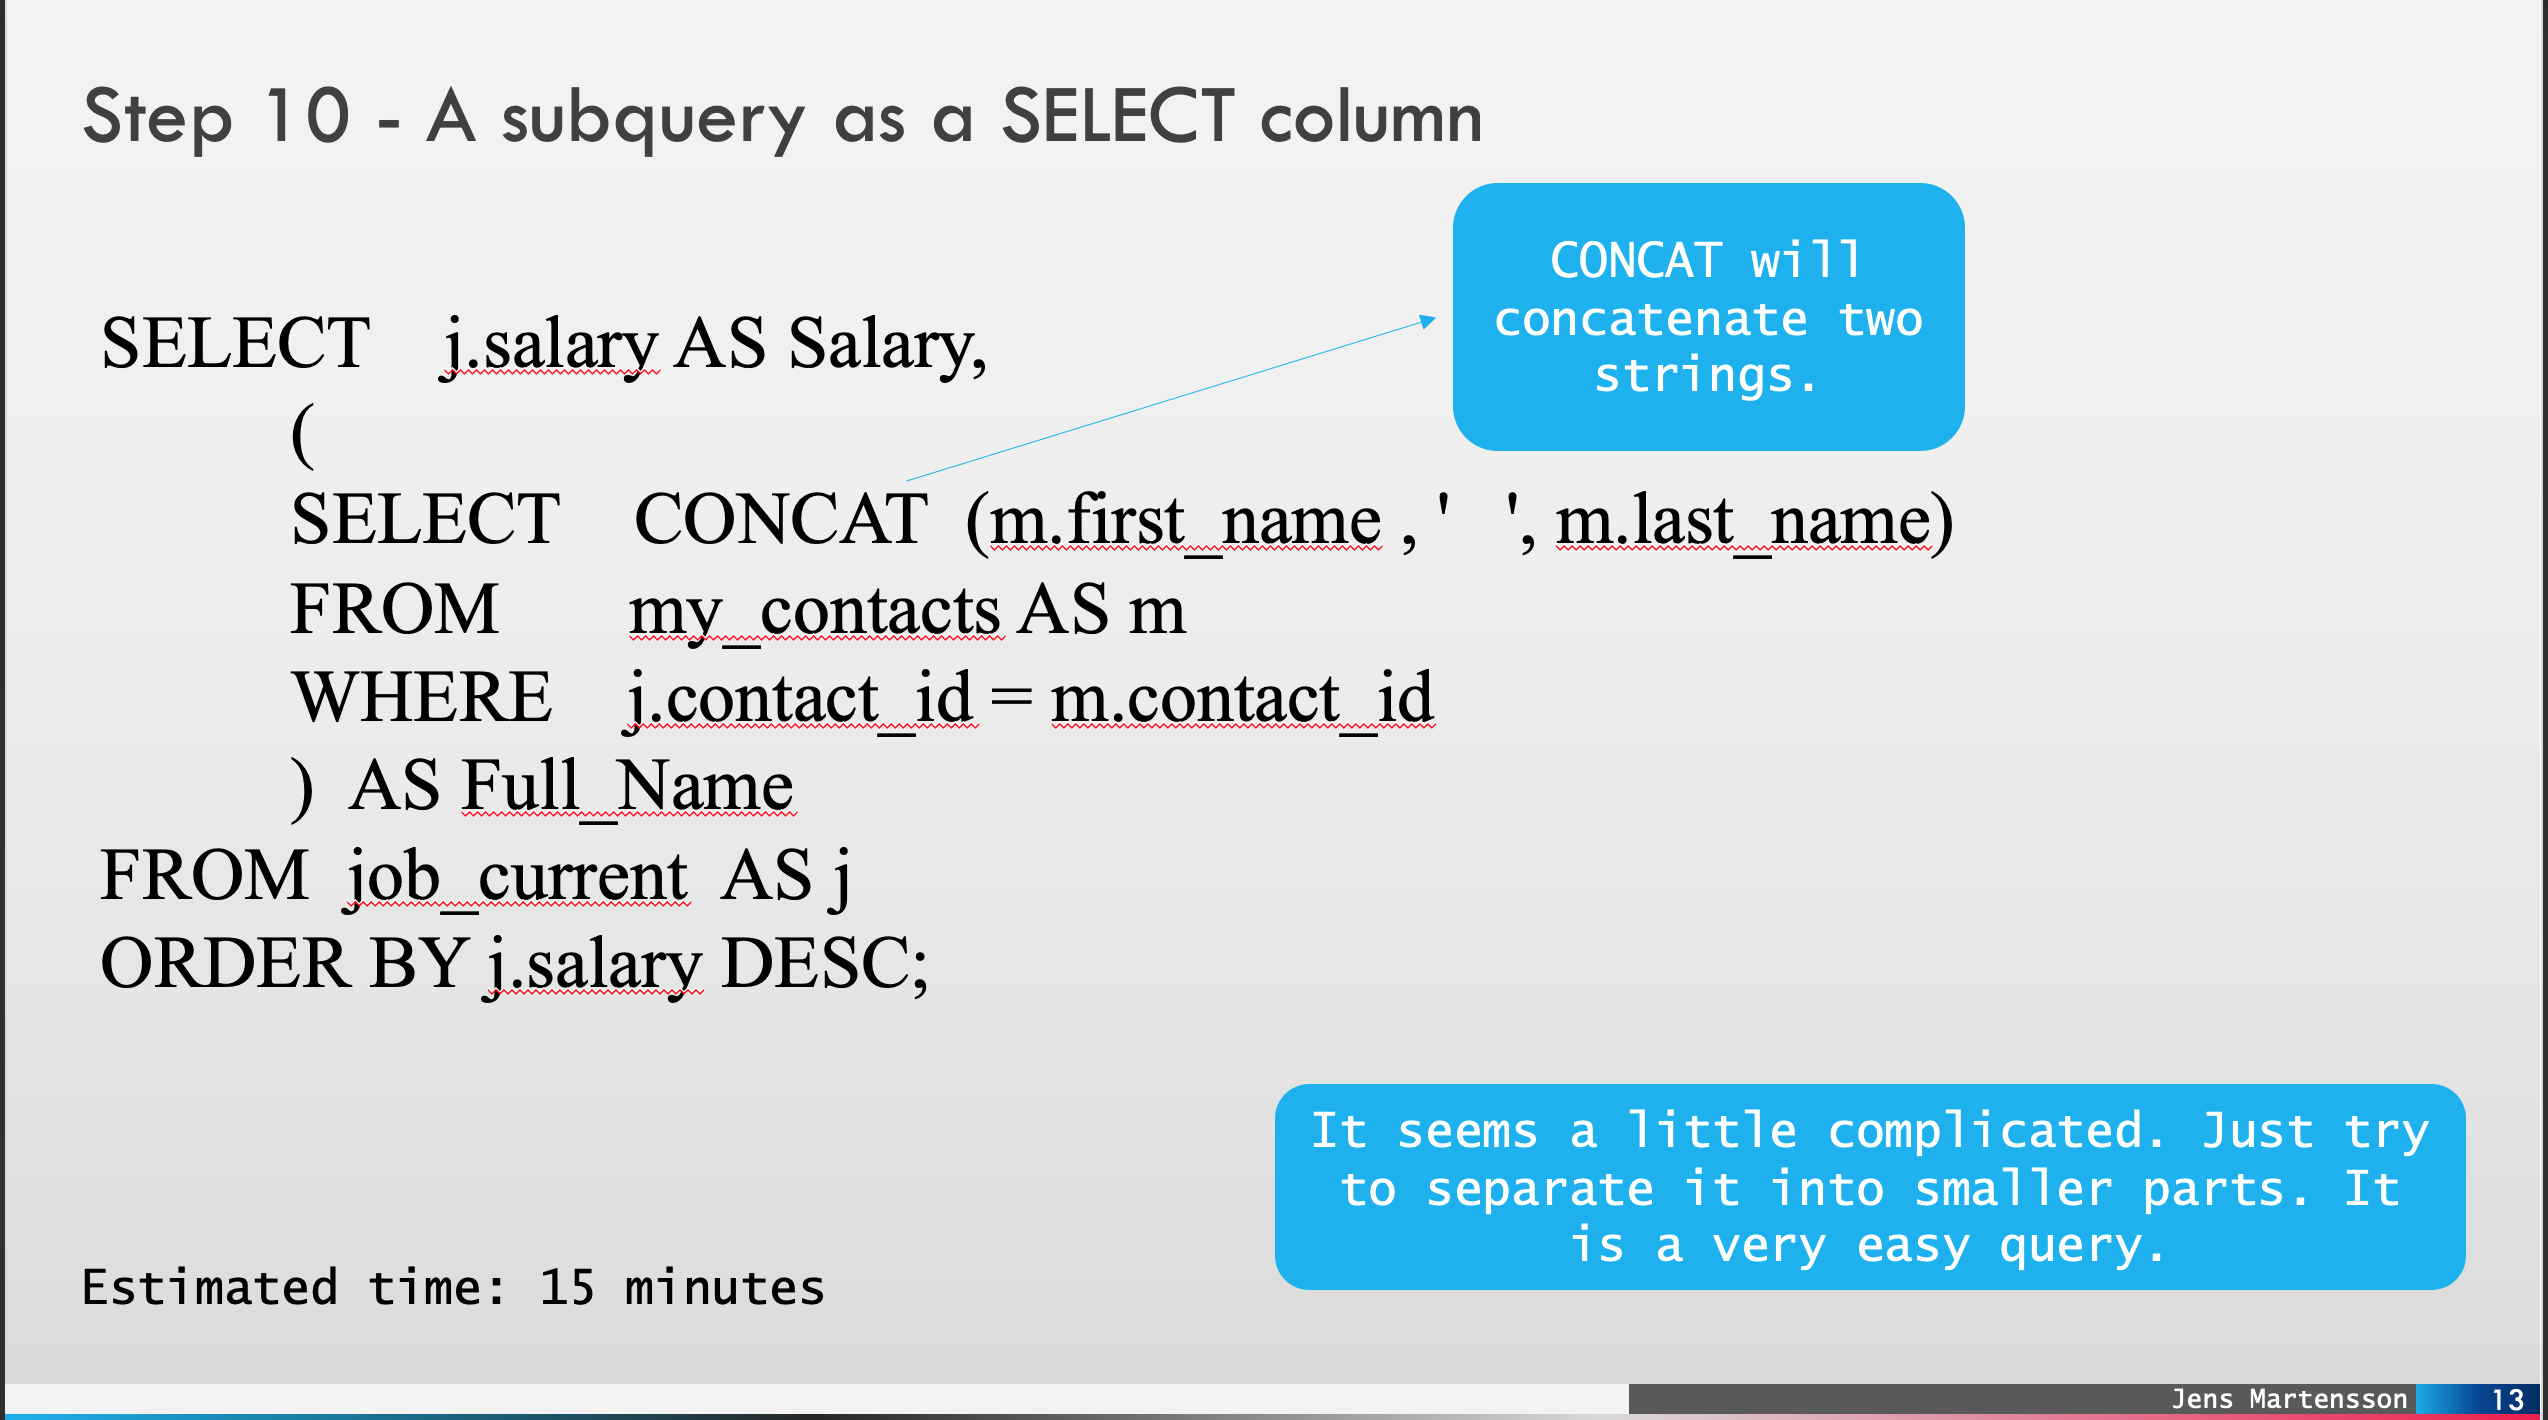 Step 10 - A subquery as a SELECT column
CONCAT will
concatenate two
strings.
SELECT j.salary AS Salary,
(
SELECT CONCAT (m.first_name , ' ', m.last_name)
FROM my_contacts AS m
WHERE j.contact_id = m.contact_id
) AS Full_Name
FROM job_current AS j
ORDER BY j.salary DESC;
It seems a little complicated. Just try
to separate it into smaller parts. It
is a very easy query.
Estimated time: 15 minutes
Jens Martensson 13